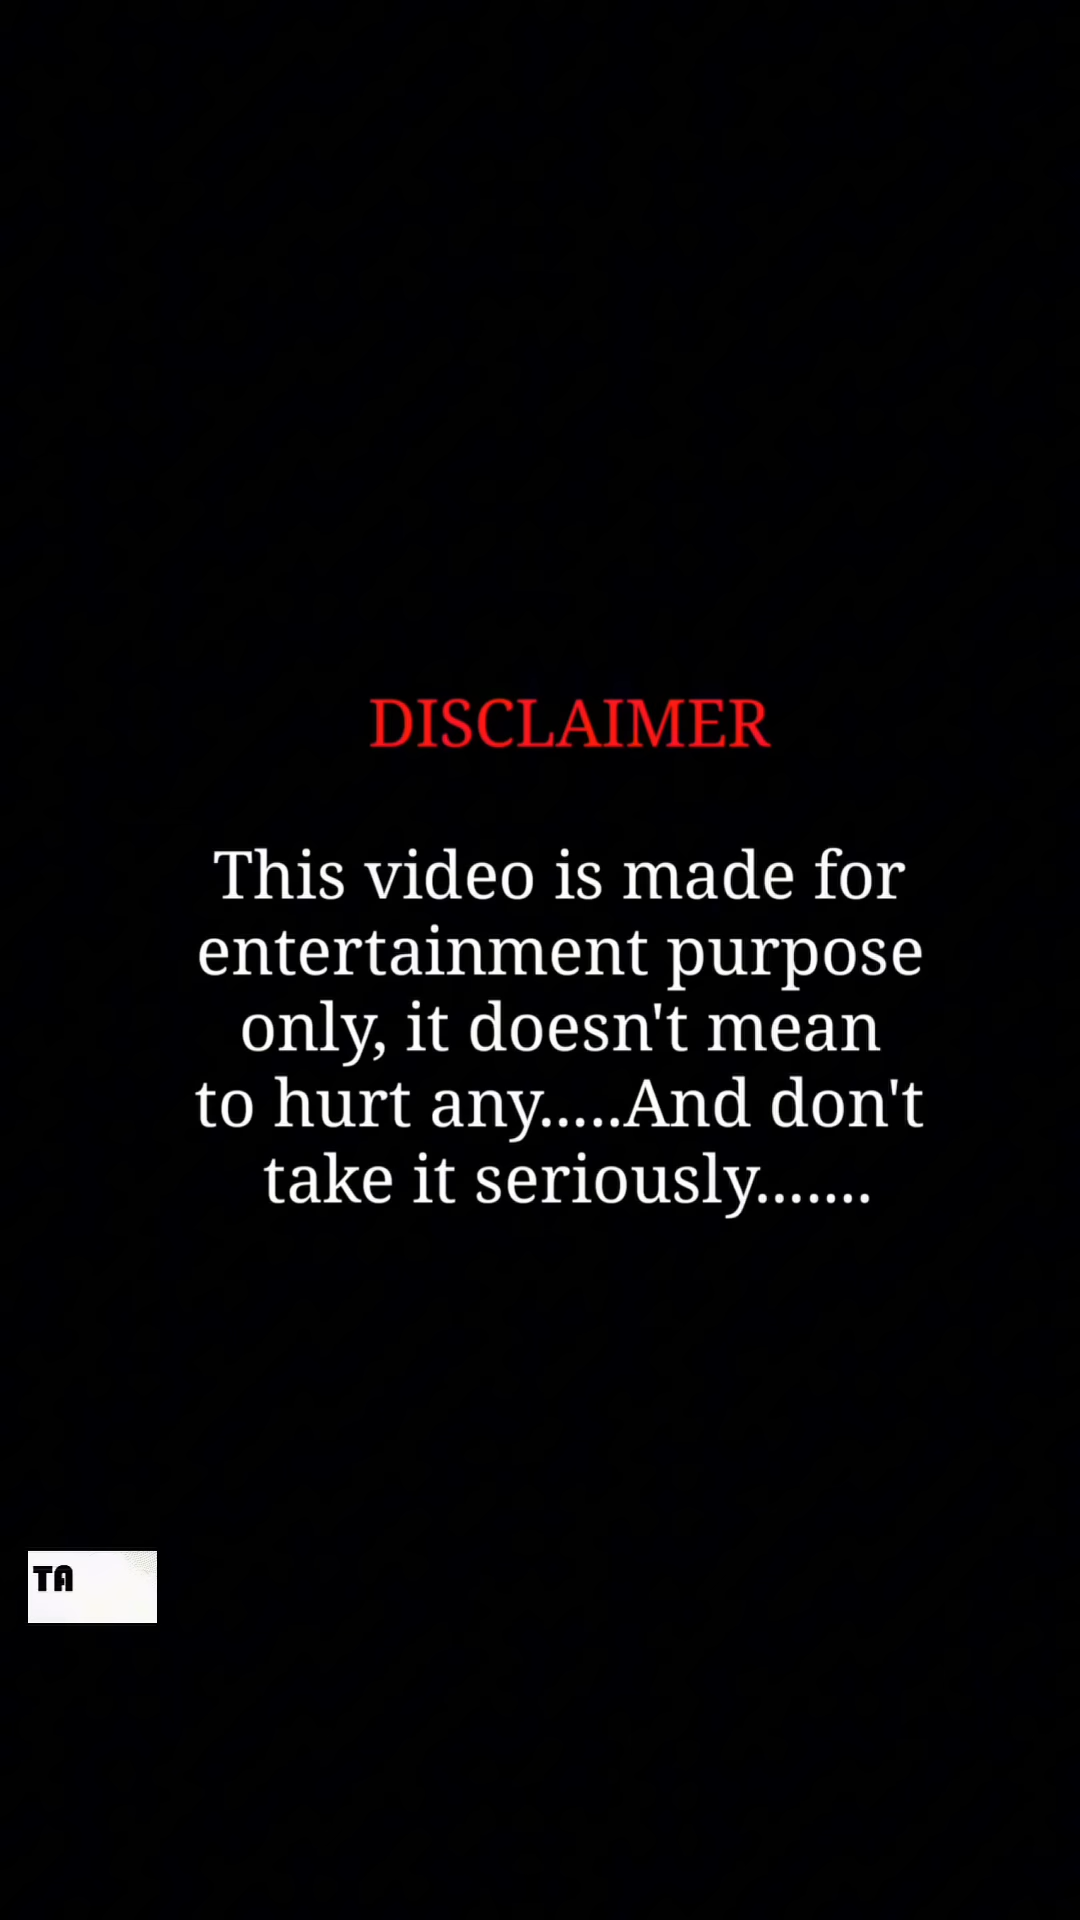 DISCLAIMER
This video is made for
entertainment purpose
only, it doesn't mean
to hurt any.....And don't
take it seriously.......
TA